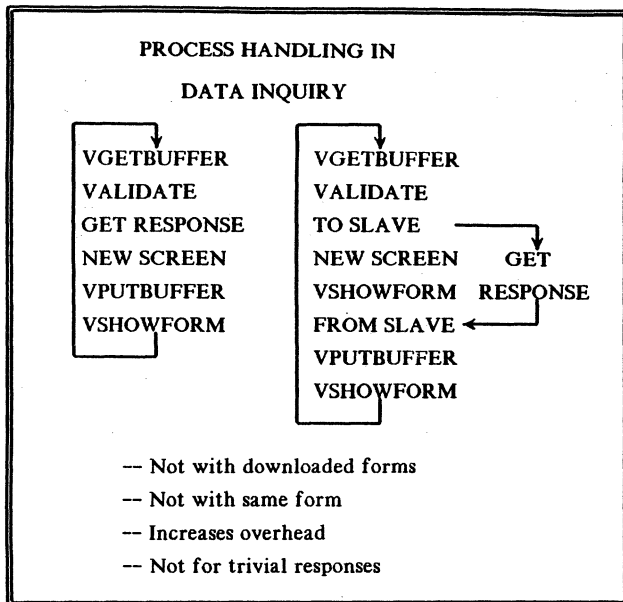 PROCESS HANDLING IN
DATA INQUIRY
VGETBUFFER
VALIDATE
GET RESPONSE
NEW SCREEN
VPUTBUFFER
VSHOWFORM
VGETBUFFER
VALIDATE
TO SLAVE
NEW SCREEN
VSHOWFORM
FROM SLAVE
VPUTBUFFER
VSHOWFORM
GET
RESPONSE
-- Not with downloaded forms
-- Not with same form
-- Increases overhead
-- Not for trivial responses